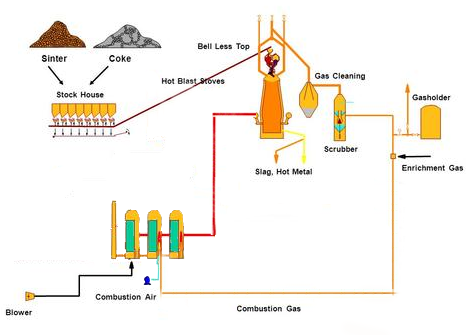 Bell Less Top
Sinter
Coke
Gas Cleaning
Hot Blast Stoves
Stock House
Gasholder
Scrubber
Enrichment Gas
Slag, Hot Metal
Combustion Air
Combustion Gas
Blower